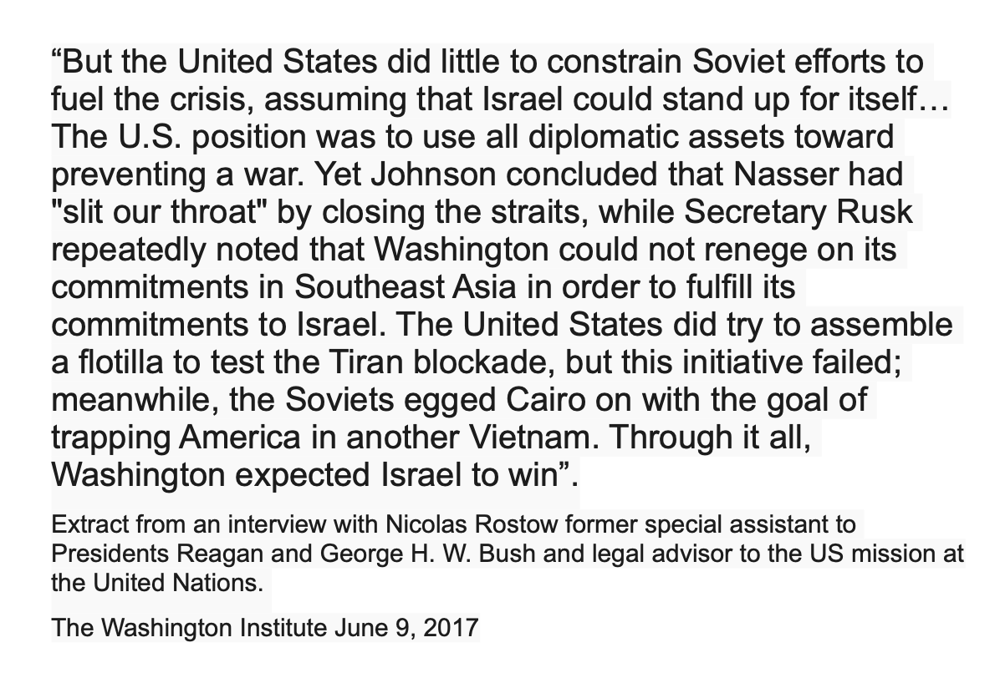 “But the United States did little to constrain Soviet efforts to
fuel the crisis, assuming that Israel could stand up for itself…
The U.S. position was to use all diplomatic assets toward
preventing a war. Yet Johnson concluded that Nasser had
"slit our throat" by closing the straits, while Secretary Rusk
repeatedly noted that Washington could not renege on its
commitments in Southeast Asia in order to fulfill its
commitments to Israel. The United States did try to assemble
a flotilla to test the Tiran blockade, but this initiative failed;
meanwhile, the Soviets egged Cairo on with the goal of
trapping America in another Vietnam. Through it all,
Washington expected Israel to win”.
Extract from an interview with Nicolas Rostow former special assistant to
Presidents Reagan and George H. W. Bush and legal advisor to the US mission at
the United Nations.
The Washington Institute June 9, 2017